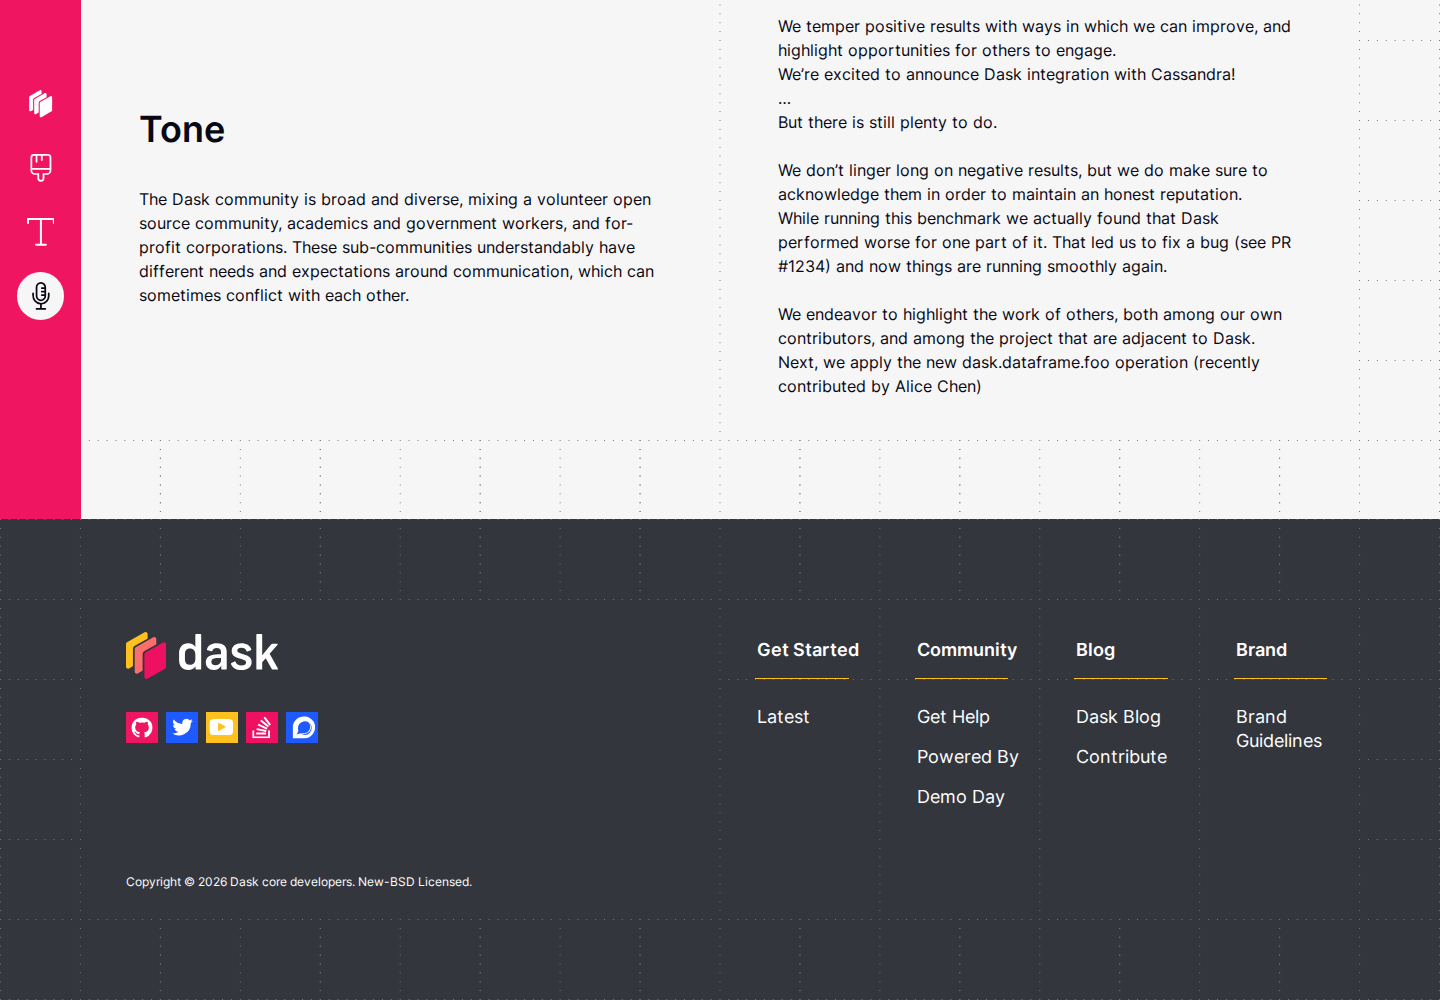 Tone
The Dask community is broad and diverse, mixing a volunteer open
source community, academics and government workers, and for-
profit corporations. These sub-communities understandably have
different needs and expectations around communication, which can
sometimes conflict with each other.
We temper positive results with ways in which we can improve, and
highlight opportunities for others to engage.
We’re excited to announce Dask integration with Cassandra!
...
But there is still plenty to do.
We don’t linger long on negative results, but we do make sure to
acknowledge them in order to maintain an honest reputation.
While running this benchmark we actually found that Dask
performed worse for one part of it. That led us to fix a bug (see PR
#1234) and now things are running smoothly again.
We endeavor to highlight the work of others, both among our own
contributors, and among the project that are adjacent to Dask.
Next, we apply the new dask.dataframe.foo operation (recently
contributed by Alice Chen)
dask
Get Started
Latest
Community
Get Help
Powered By
Demo Day
Blog
Dask Blog
Contribute
Brand
Brand
Guidelines
Copyright © 2026 Dask core developers. New-BSD Licensed.